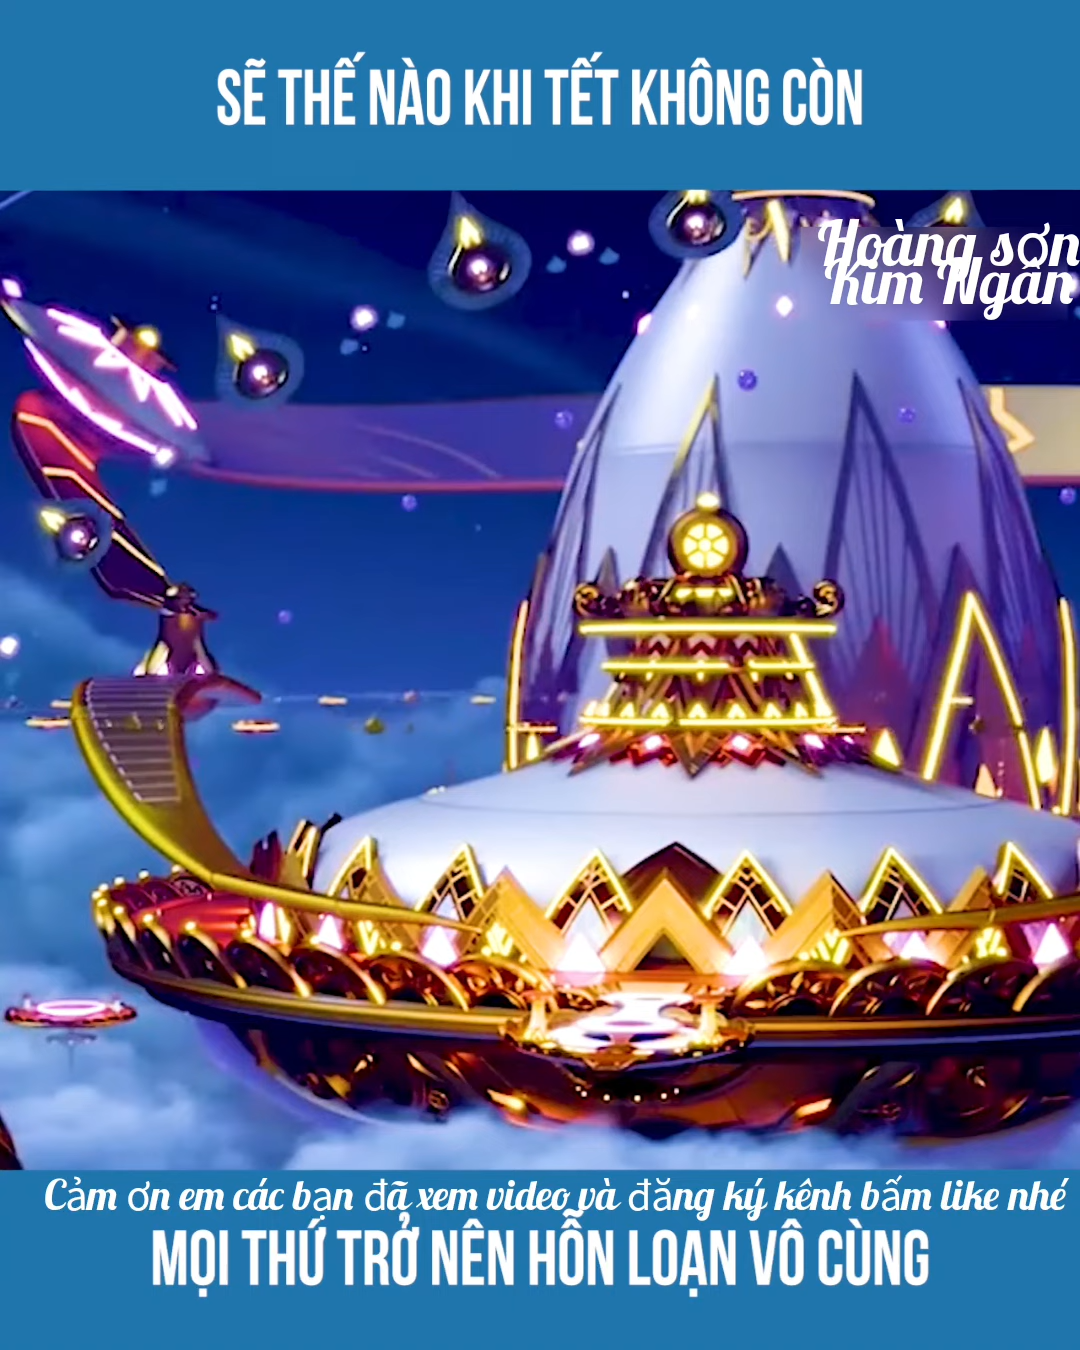 SẼ THẾ NÀO KHI TẾT KHÔNG CÒN
Hoàng sơn
Kim Ngân
Cảm ơn em các bạn đã xem video và đăng ký kênh bấm like nhé
MỌI THỨ TRỞ NÊN HỖN LOẠN VÔ CÙNG